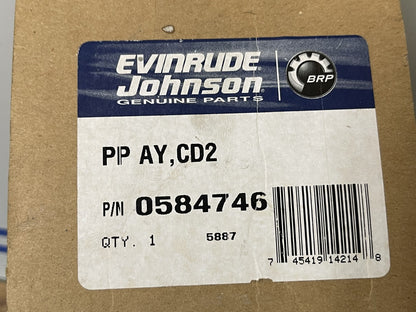 EVINRUDE
Johnson
GENUINE PARTS
BRP
PP AY,CD2
P/N 0584746
QTY. 1 5887
7 45419 14214 8